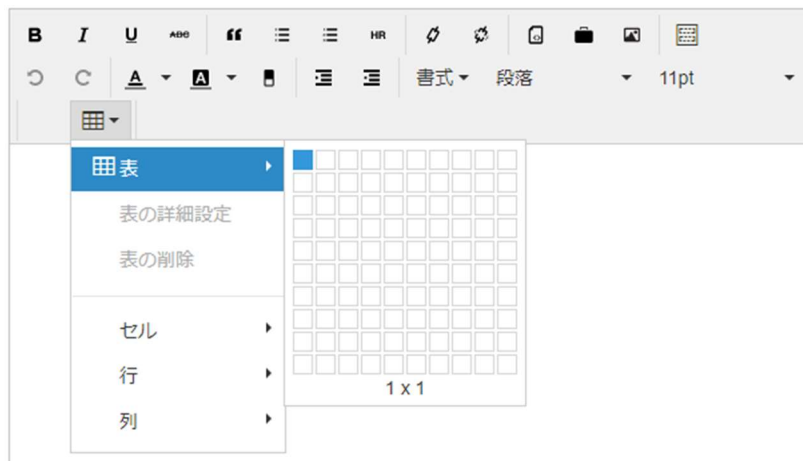 B I U ABC HR
A A 書式 段落 11pt
表
表の詳細設定
表の削除
セル
行
列
1 x 1